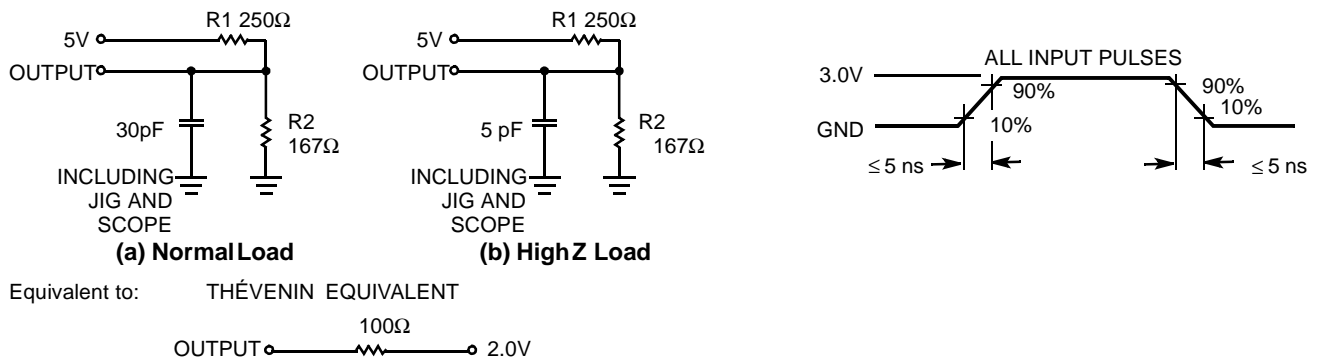 R1 250Ω
5V
OUTPUT
30pF
R2
167Ω
INCLUDING
JIG AND
SCOPE
(a) Normal Load
R1 250Ω
5V
OUTPUT
5 pF
R2
167Ω
INCLUDING
JIG AND
SCOPE
(b) High Z Load
ALL INPUT PULSES
3.0V
90%
90%
10%
GND
10%
≤ 5 ns
≤ 5 ns
Equivalent to: THÉVENIN EQUIVALENT
100Ω
OUTPUT
2.0V